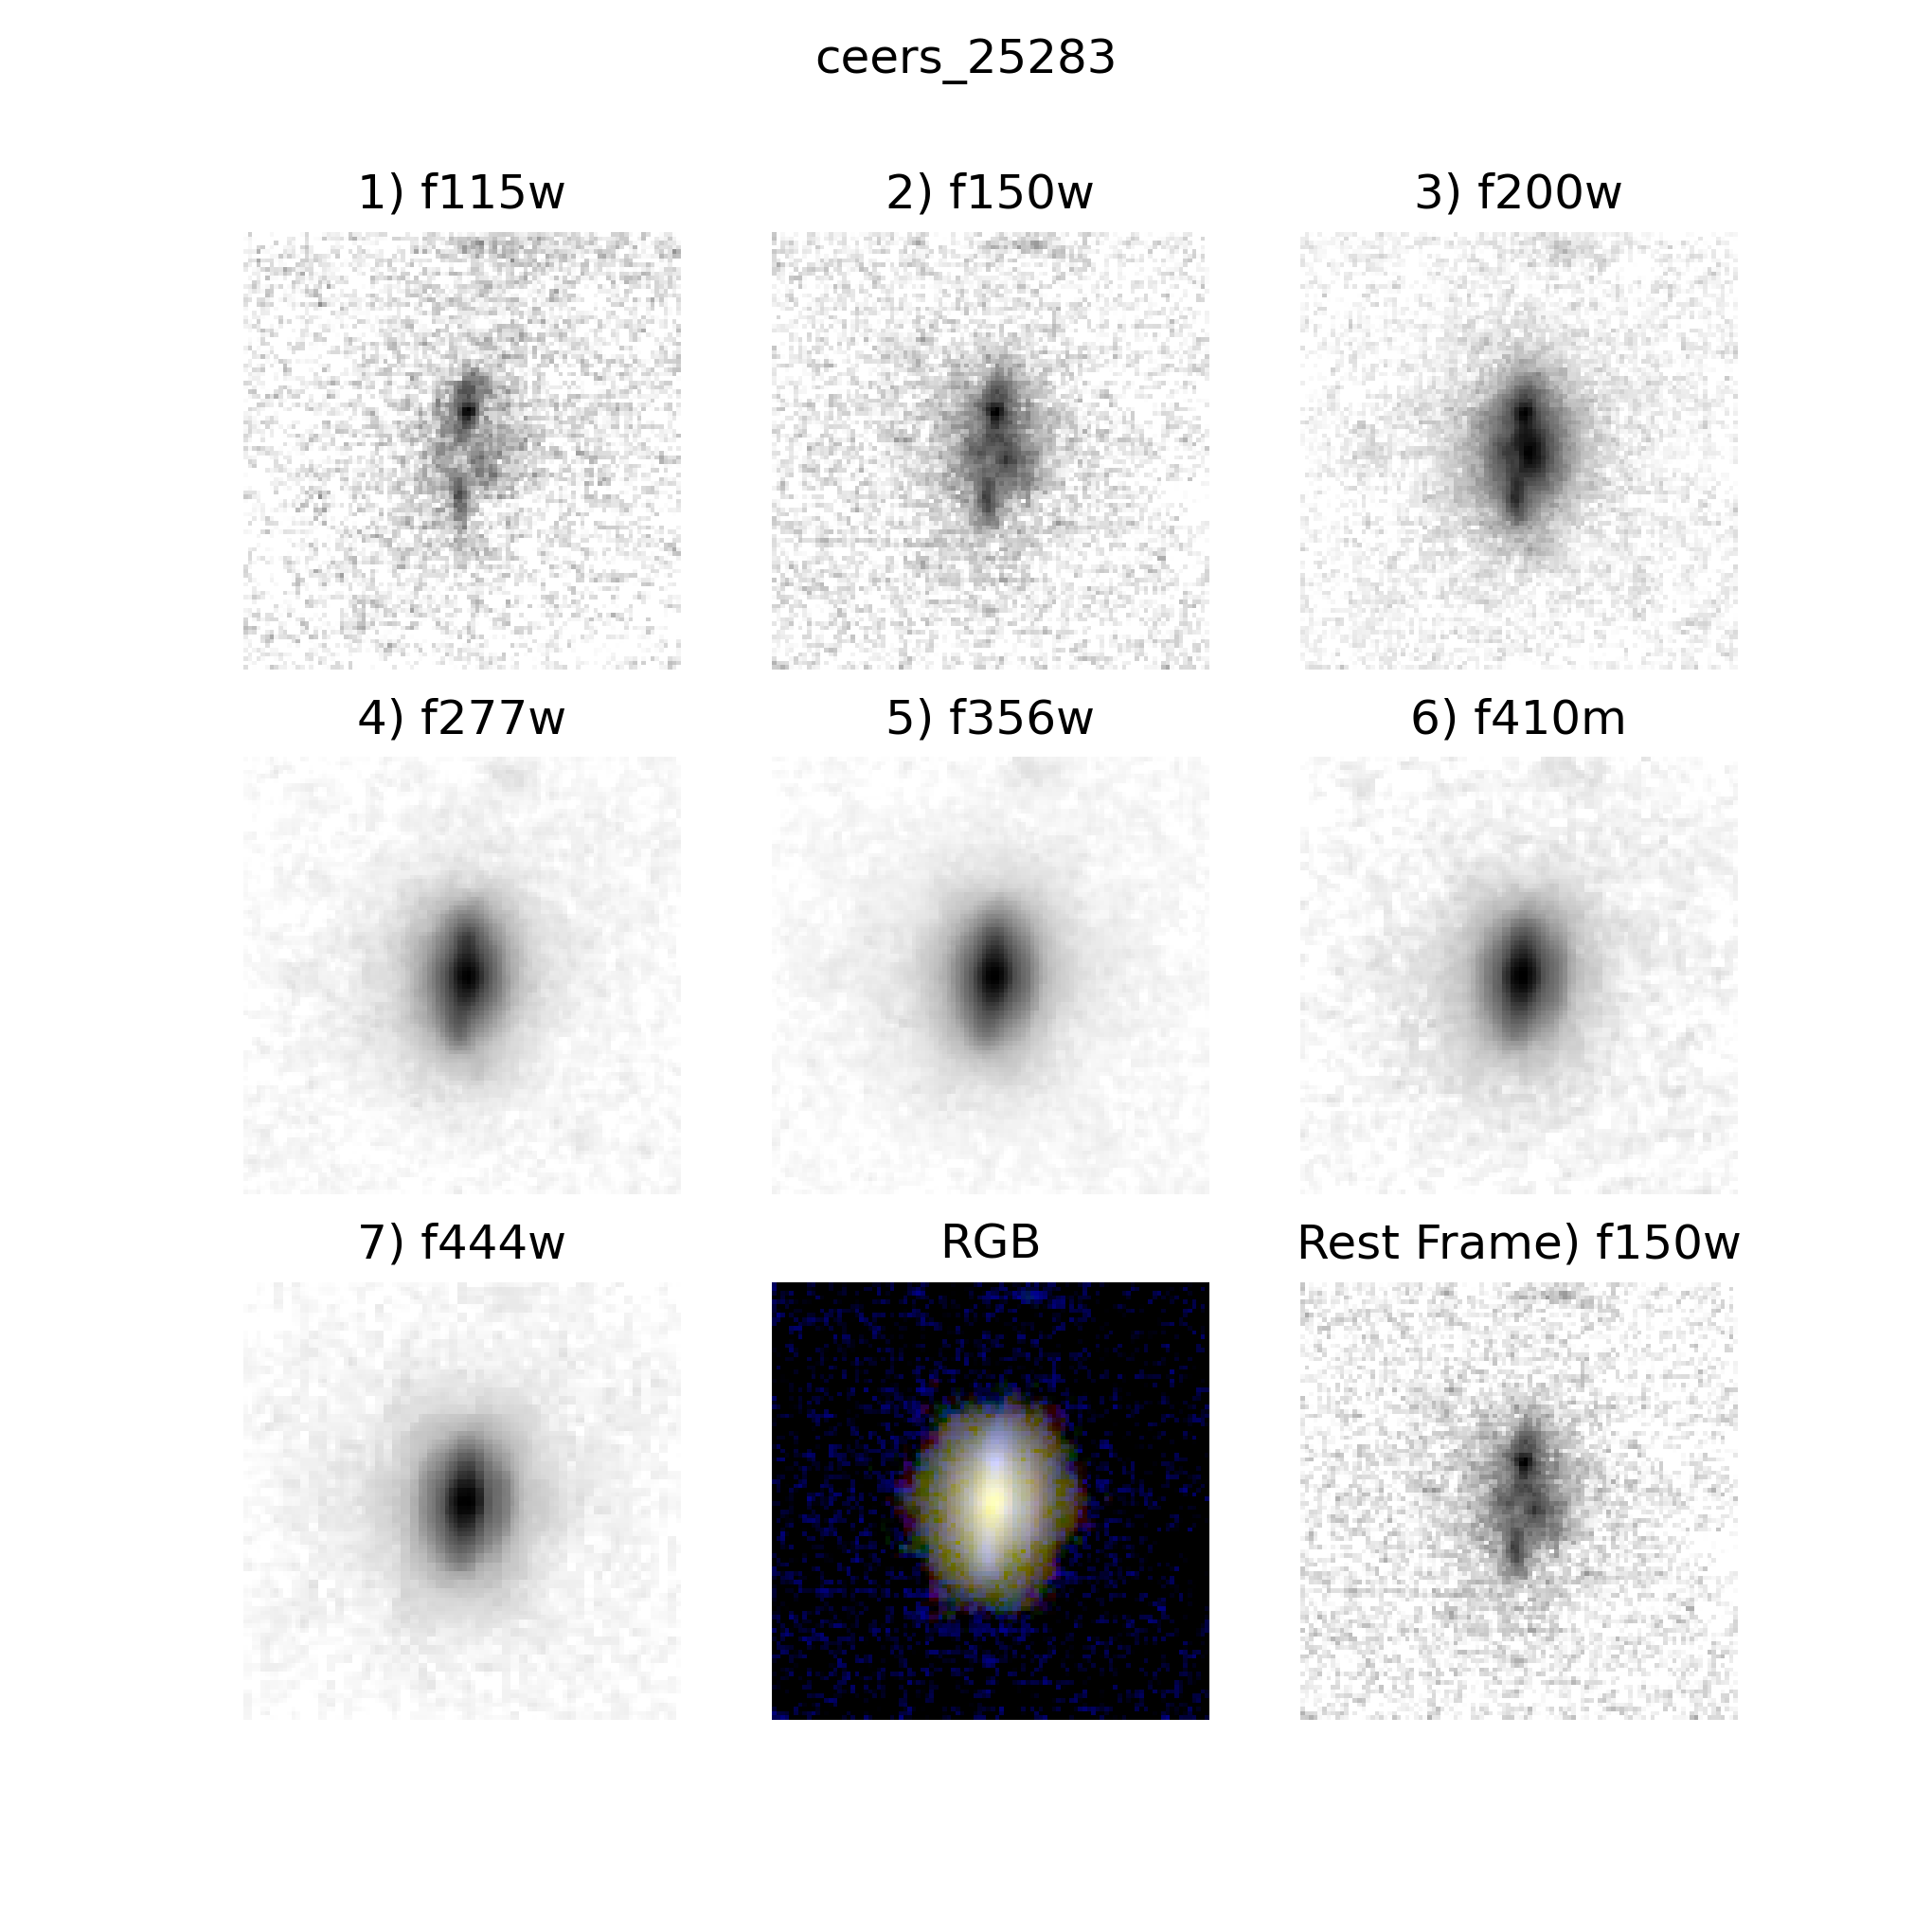 ceers_25283
1) f115w
2) f150w
3) f200w
4) f277w
5) f356w
6) f410m
7) f444w
RGB
Rest Frame) f150w